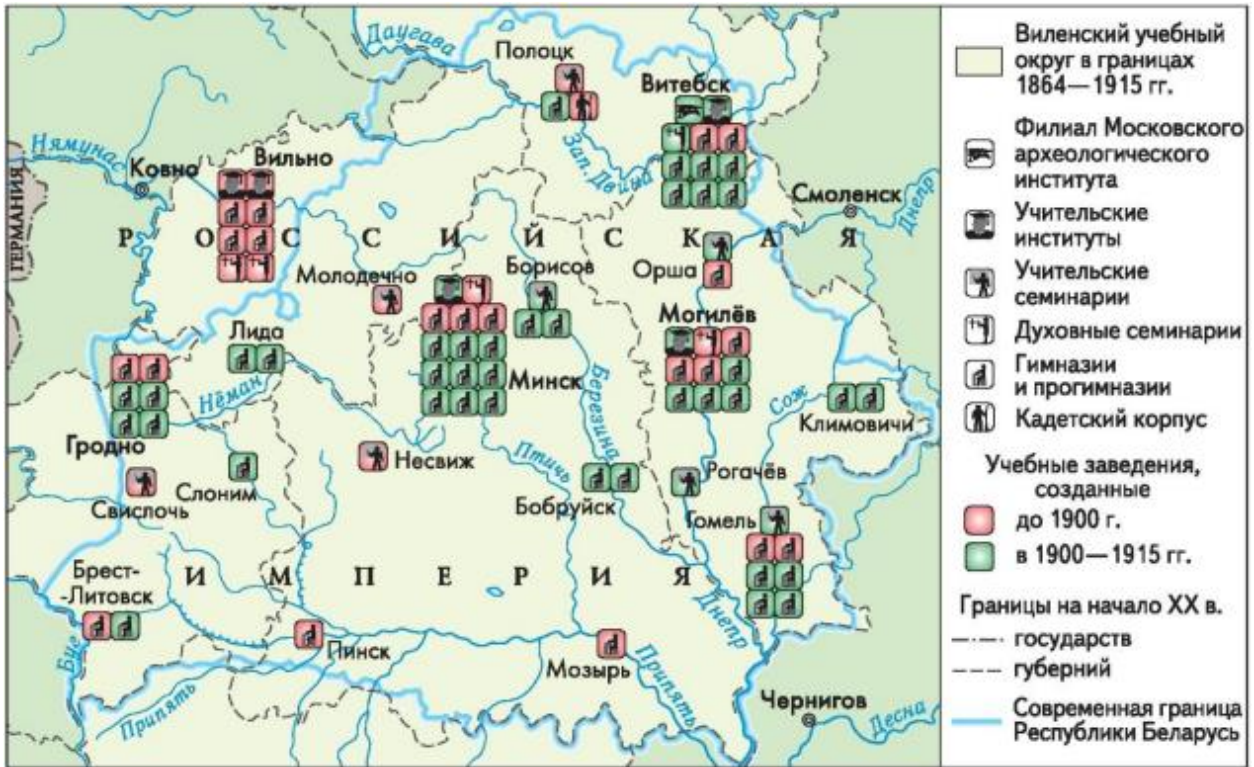 Даугава
Полоцк
Витебск
Нямунас
Ковно
Вильно
Зап. Двина
Смоленск
Днепр
ГЕРМАНИЯ
РОССИЙСКАЯ
Молодечно
Борисов
Орша
Лида
Могилёв
Нёман
Минск
Березина
Сож
Климовичи
Гродно
Несвиж
Птичь
Рогачёв
Слоним
Свислочь
Бобруйск
Гомель
ИМПЕРИЯ
Брест-
-Литовск
Днепр
Буг
Пинск
Мозырь
Припять
Припять
Чернигов
Десна
Виленский учебный
округ в границах
1864—1915 гг.
Филиал Московского
археологического
института
Учительские
институты
Учительские
семинарии
Духовные семинарии
Гимназии
и прогимназии
Кадетский корпус
Учебные заведения,
созданные
до 1900 г.
в 1900—1915 гг.
Границы на начало XX в.
государств
губерний
Современная граница
Республики Беларусь